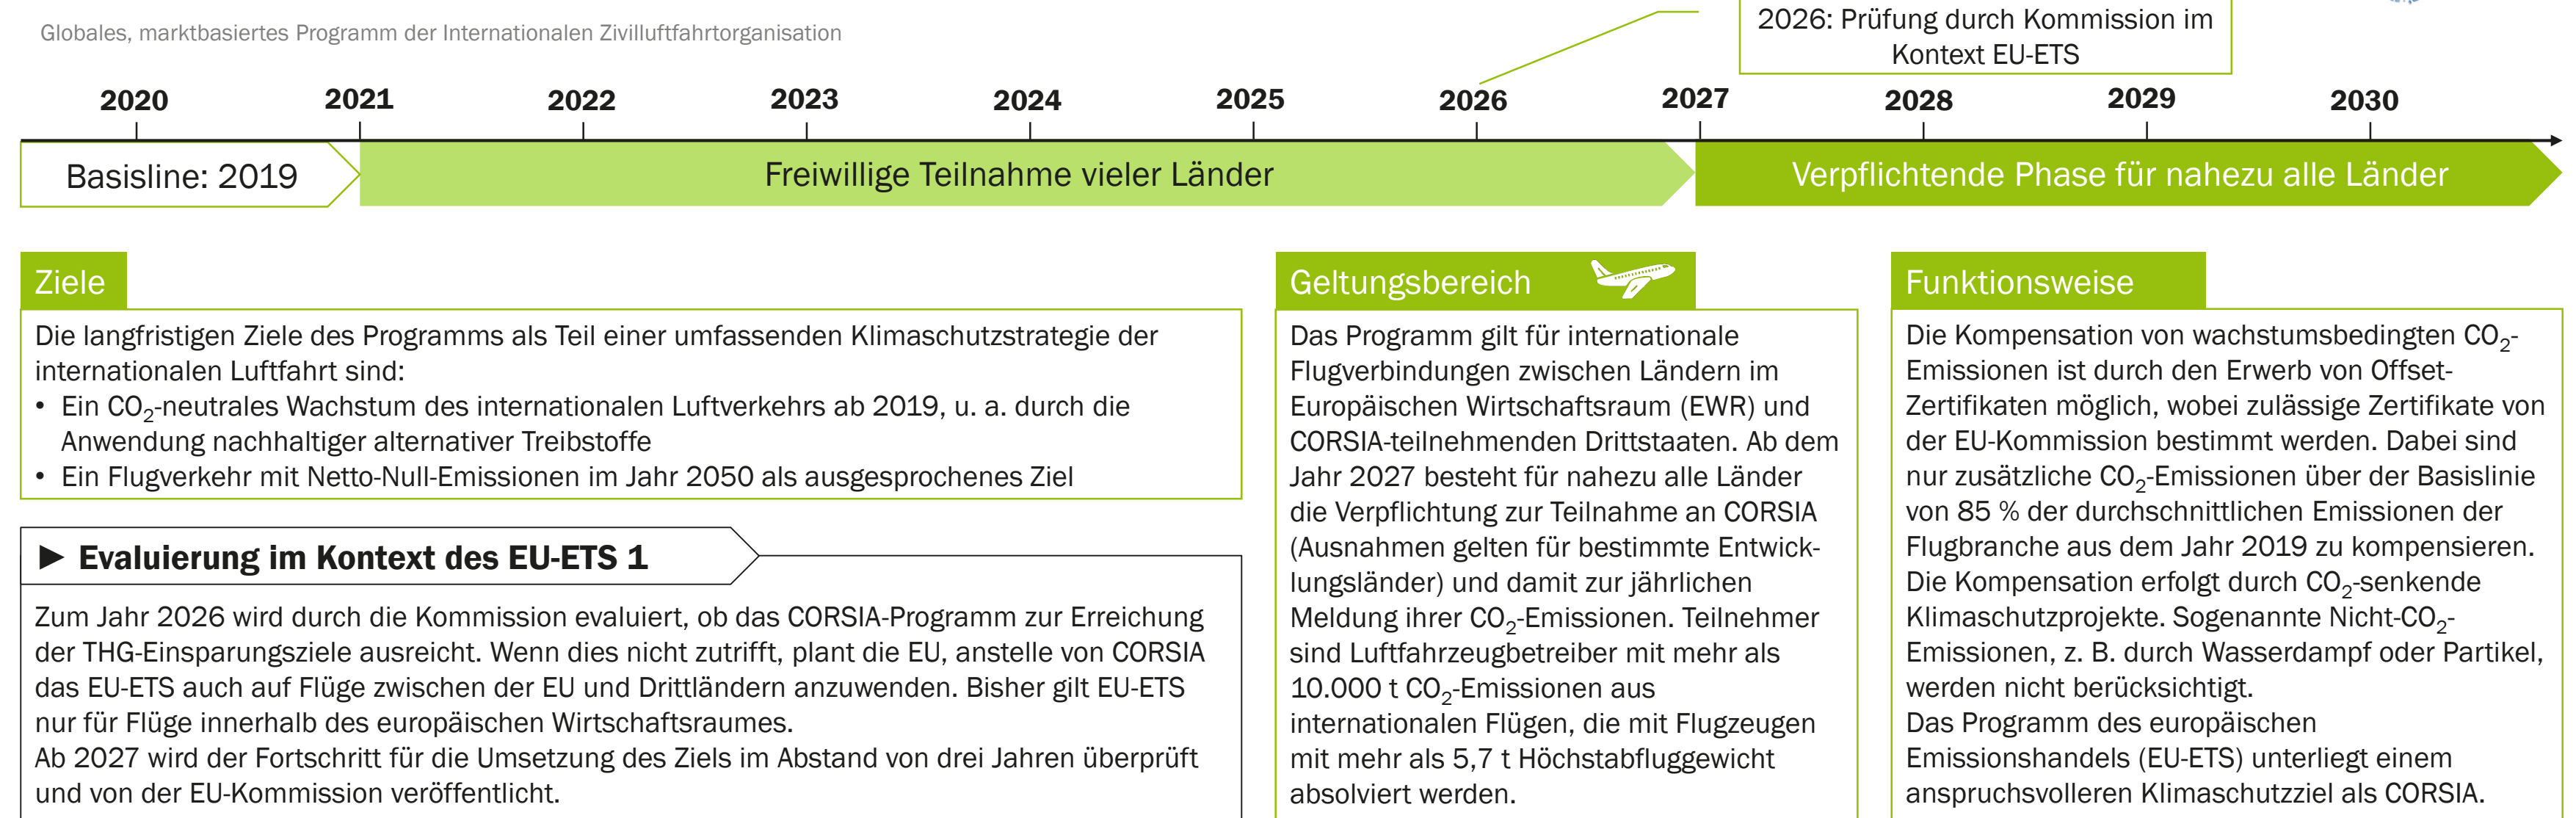 2026: Prüfung durch Kommission im
Kontext EU-ETS
Globales, marktbasiertes Programm der Internationalen Zivilluftfahrtorganisation
2020 2021 2022 2023 2024 2025 2026 2027 2028 2029 2030
Basisline: 2019
Freiwillige Teilnahme vieler Länder
Verpflichtende Phase für nahezu alle Länder
Ziele
Die langfristigen Ziele des Programms als Teil einer umfassenden Klimaschutzstrategie der
internationalen Luftfahrt sind:
• Ein CO₂-neutrales Wachstum des internationalen Luftverkehrs ab 2019, u. a. durch die
Anwendung nachhaltiger alternativer Treibstoffe
• Ein Flugverkehr mit Netto-Null-Emissionen im Jahr 2050 als ausgesprochenes Ziel
► Evaluierung im Kontext des EU-ETS 1
Zum Jahr 2026 wird durch die Kommission evaluiert, ob das CORSIA-Programm zur Erreichung
der THG-Einsparungsziele ausreicht. Wenn dies nicht zutrifft, plant die EU, anstelle von CORSIA
das EU-ETS auch auf Flüge zwischen der EU und Drittländern anzuwenden. Bisher gilt EU-ETS
nur für Flüge innerhalb des europäischen Wirtschaftsraumes.
Ab 2027 wird der Fortschritt für die Umsetzung des Ziels im Abstand von drei Jahren überprüft
und von der EU-Kommission veröffentlicht.
Geltungsbereich
Das Programm gilt für internationale
Flugverbindungen zwischen Ländern im
Europäischen Wirtschaftsraum (EWR) und
CORSIA-teilnehmenden Drittstaaten. Ab dem
Jahr 2027 besteht für nahezu alle Länder
die Verpflichtung zur Teilnahme an CORSIA
(Ausnahmen gelten für bestimmte Entwick-
lungsländer) und damit zur jährlichen
Meldung ihrer CO₂-Emissionen. Teilnehmer
sind Luftfahrzeugbetreiber mit mehr als
10.000 t CO₂-Emissionen aus
internationalen Flügen, die mit Flugzeugen
mit mehr als 5,7 t Höchstabfluggewicht
absolviert werden.
Funktionsweise
Die Kompensation von wachstumsbedingten CO₂-
Emissionen ist durch den Erwerb von Offset-
Zertifikaten möglich, wobei zulässige Zertifikate von
der EU-Kommission bestimmt werden. Dabei sind
nur zusätzliche CO₂-Emissionen über der Basislinie
von 85 % der durchschnittlichen Emissionen der
Flugbranche aus dem Jahr 2019 zu kompensieren.
Die Kompensation erfolgt durch CO₂-senkende
Klimaschutzprojekte. Sogenannte Nicht-CO₂-
Emissionen, z. B. durch Wasserdampf oder Partikel,
werden nicht berücksichtigt.
Das Programm des europäischen
Emissionshandels (EU-ETS) unterliegt einem
anspruchsvolleren Klimaschutzziel als CORSIA.